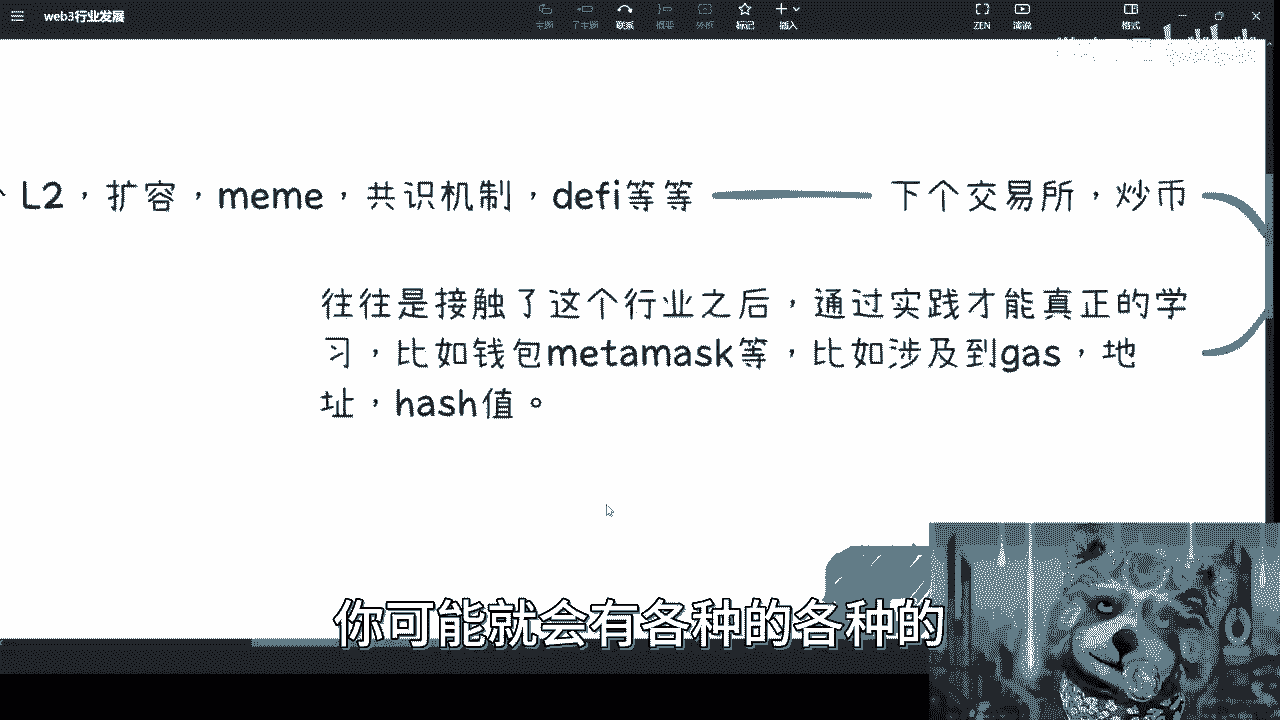 web3行业发展
主题
子主题
联系
概要
外框
标记
插入
ZEN
演说
格式
L2，扩容，meme，共识机制，defi等等
下个交易所，炒币
往往是接触了这个行业之后，通过实践才能真正的学
习，比如钱包metamask等，比如涉及到gas，地
址，hash值。
你可能就会有各种的各种的